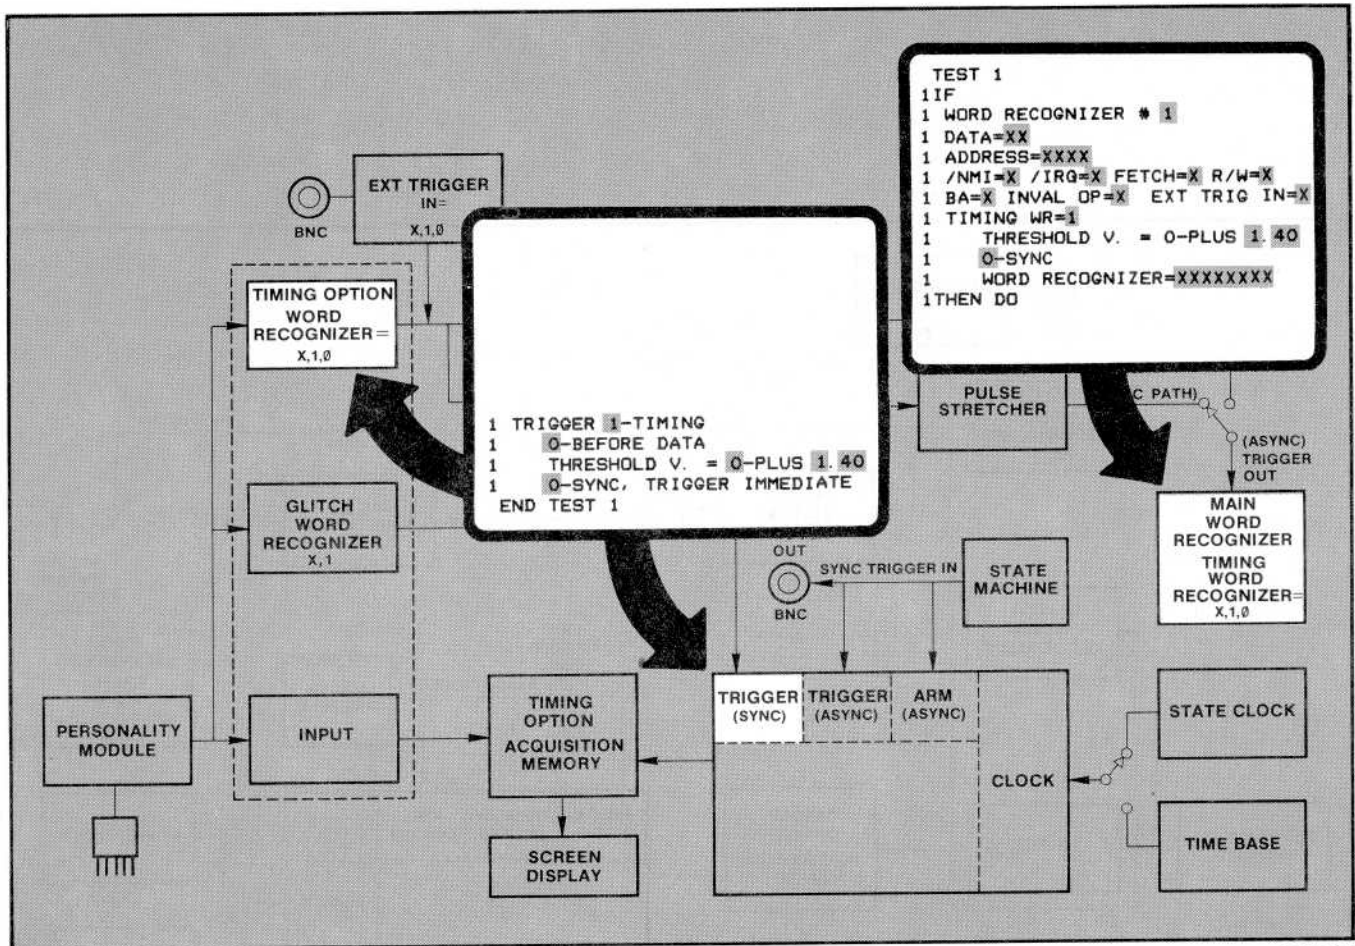 TEST 1
1IF
1 WORD RECOGNIZER # 1
1 DATA=XX
1 ADDRESS=XXXX
1 /NMI=X /IRQ=X FETCH=X R/W=X
1 BA=X INVAL OP=X EXT TRIG IN=X
1 TIMING WR=1
1 THRESHOLD V. = 0-PLUS 1.40
1 0-SYNC
1 WORD RECOGNIZER=XXXXXXXX
1THEN DO
BNC
EXT TRIGGER
IN=
X,1,0
TIMING OPTION
WORD
RECOGNIZER=
X,1,0
1 TRIGGER 1-TIMING
1 0-BEFORE DATA
1 THRESHOLD V. = 0-PLUS 1.40
1 0-SYNC, TRIGGER IMMEDIATE
END TEST 1
PULSE
STRETCHER
C PATH)
(ASYNC)
TRIGGER
OUT
GLITCH
WORD
RECOGNIZER
X,1
MAIN
WORD
RECOGNIZER
TIMING
WORD
RECOGNIZER=
X,1,0
OUT
BNC
SYNC TRIGGER IN
STATE
MACHINE
PERSONALITY
MODULE
INPUT
TIMING
OPTION
ACQUISITION
MEMORY
TRIGGER
(SYNC)
TRIGGER
(ASYNC)
ARM
(ASYNC)
CLOCK
STATE CLOCK
TIME BASE
SCREEN
DISPLAY